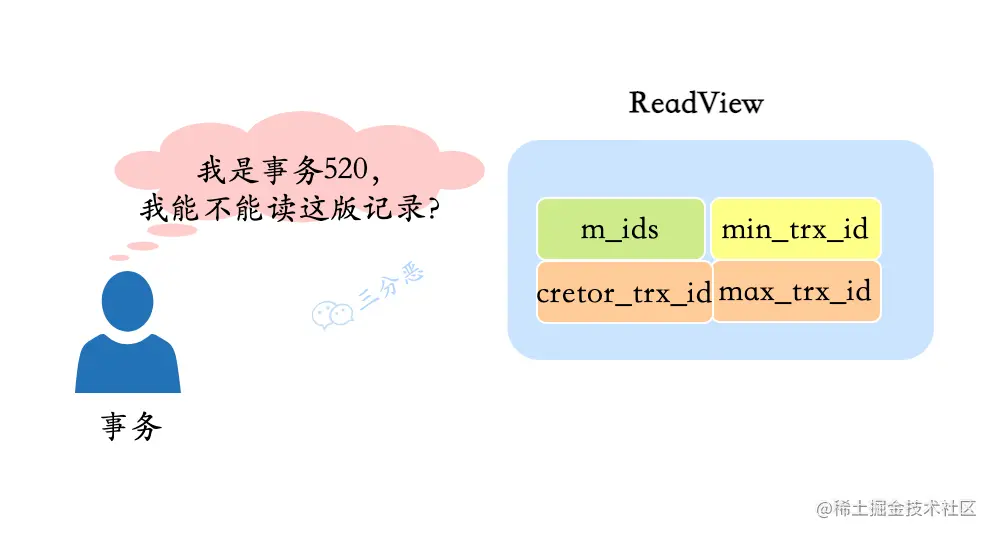 ReadView
我是事务520，
我能不能读这版记录?
m_ids
min_trx_id
cretor_trx_id
max_trx_id
三分恶
事务
@稀土掘金技术社区